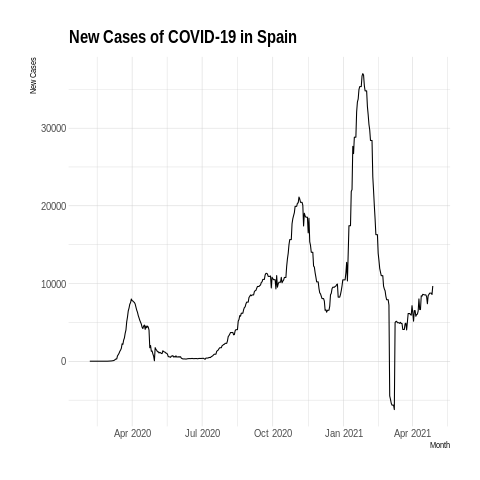 New Cases of COVID-19 in Spain
New Cases
30000
20000
10000
0
Apr 2020 Jul 2020 Oct 2020 Jan 2021 Apr 2021
Month